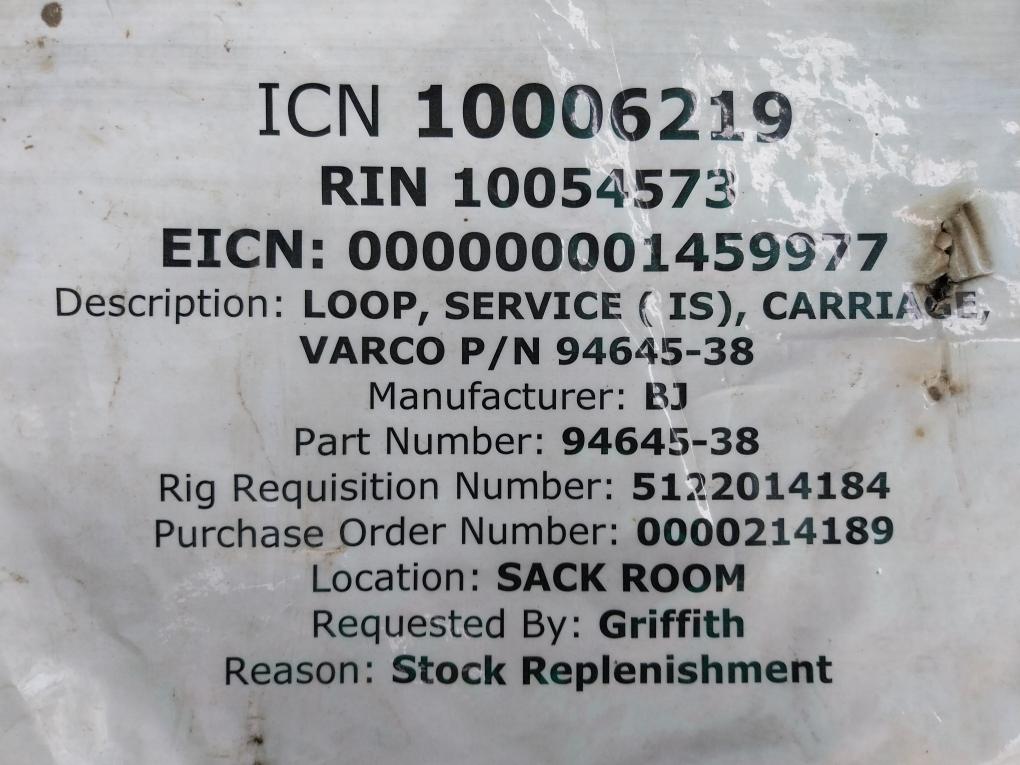 ICN 10006219
RIN 10054573
EICN: 000000001459977
Description: LOOP, SERVICE ( IS), CARRIAGE,
VARCO P/N 94645-38
Manufacturer: BJ
Part Number: 94645-38
Rig Requisition Number: 5122014184
Purchase Order Number: 0000214189
Location: SACK ROOM
Requested By: Griffith
Reason: Stock Replenishment